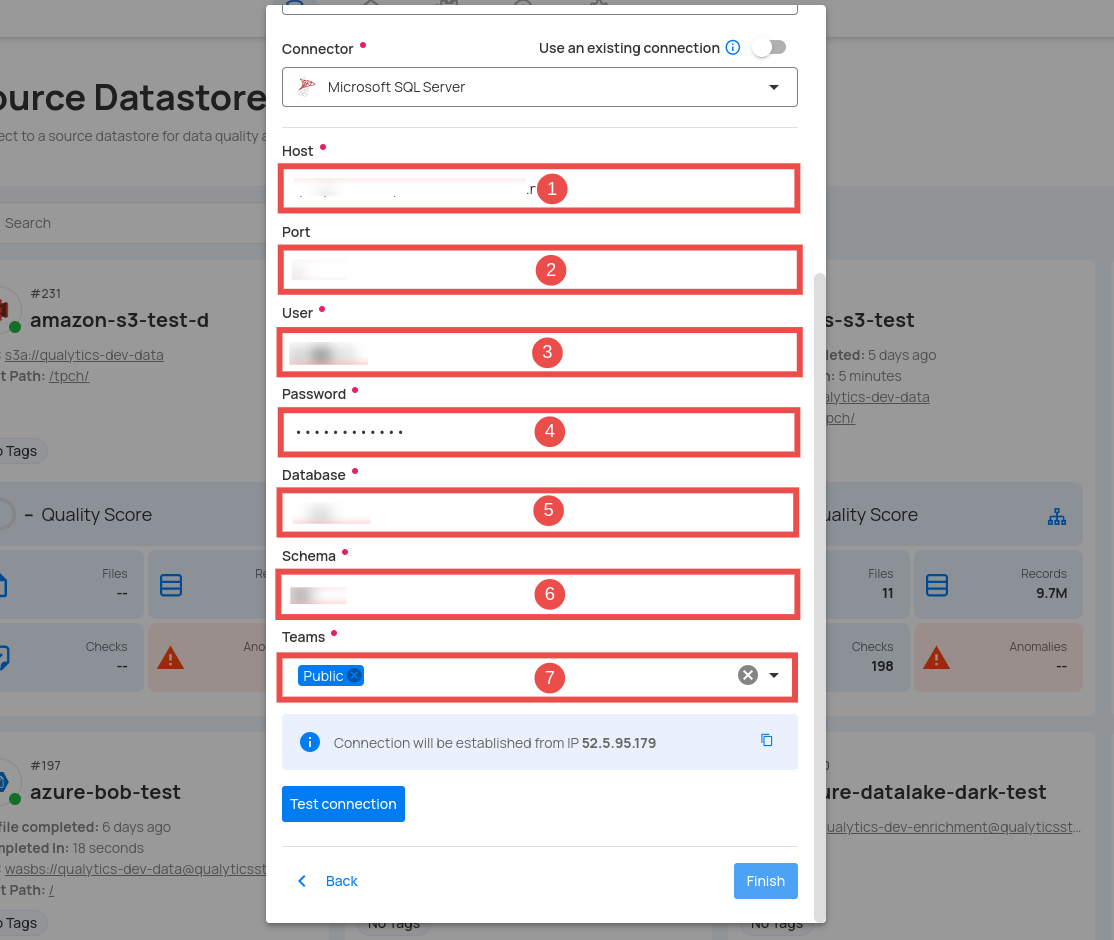 Connector
Use an existing connection
Microsoft SQL Server
Host
1
Port
2
User
3
Password
••••••••••••
4
Database
5
Schema
6
Teams
Public
7
Connection will be established from IP 52.5.95.179
Test connection
Back
Finish
ource Datastore
ect to a source datastore for data quality a
Search
#231
amazon-s3-test-d
: s3a://qualytics-dev-data
t Path: /tpch/
o Tags
– Quality Score
Files
--
Re
Checks
--
Ano
#197
azure-bob-test
file completed: 6 days ago
mpleted In: 18 seconds
: wasbs://qualytics-dev-data@qualyticsst
t Path: /
o Tags
No Tags
s-s3-test
leted: 5 days ago
n: 5 minutes
alytics-dev-data
pch/
uality Score
Files
11
Records
9.7M
Checks
198
Anomalies
--
ure-datalake-dark-test
ualytics-dev-enrichment@qualyticsst...
No Tags